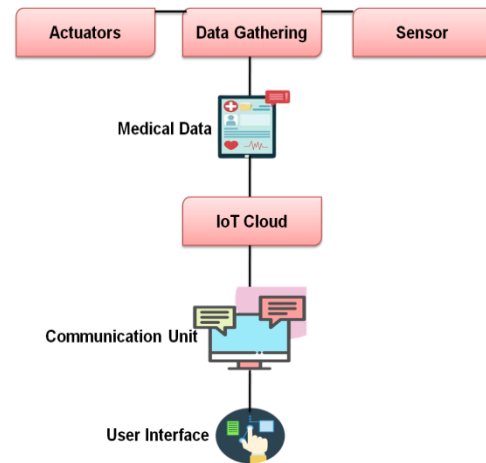 Actuators
Data Gathering
Sensor
Medical Data
IoT Cloud
Communication Unit
User Interface